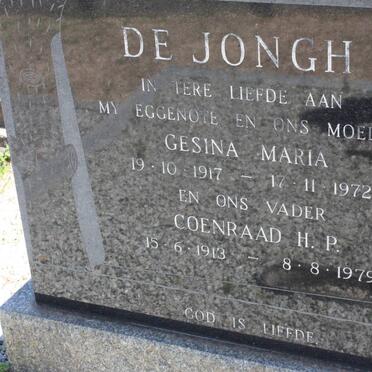 DE JONGH
IN TERE LIEFDE AAN
MY EGGENOTE EN ONS MOED
GESINA MARIA
19·10·1917 — 17·11·1972
EN ONS VADER
COENRAAD H. P.
15·6·1913 — 8·8·1979
GOD IS LIEFDE.